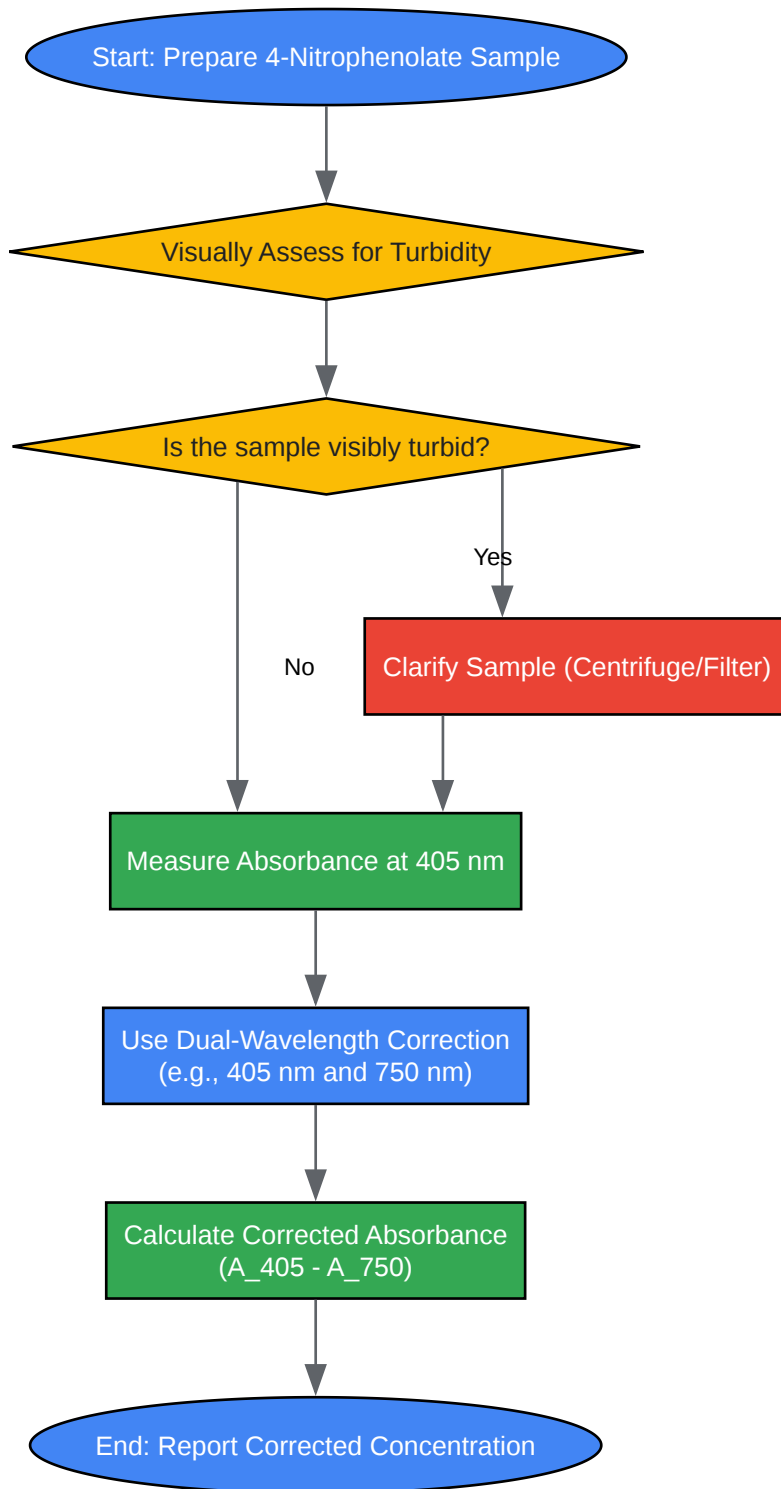 Start: Prepare 4-Nitrophenolate Sample
Visually Assess for Turbidity
Is the sample visibly turbid?
Yes
No
Clarify Sample (Centrifuge/Filter)
Measure Absorbance at 405 nm
Use Dual-Wavelength Correction
(e.g., 405 nm and 750 nm)
Calculate Corrected Absorbance
(A_405 - A_750)
End: Report Corrected Concentration